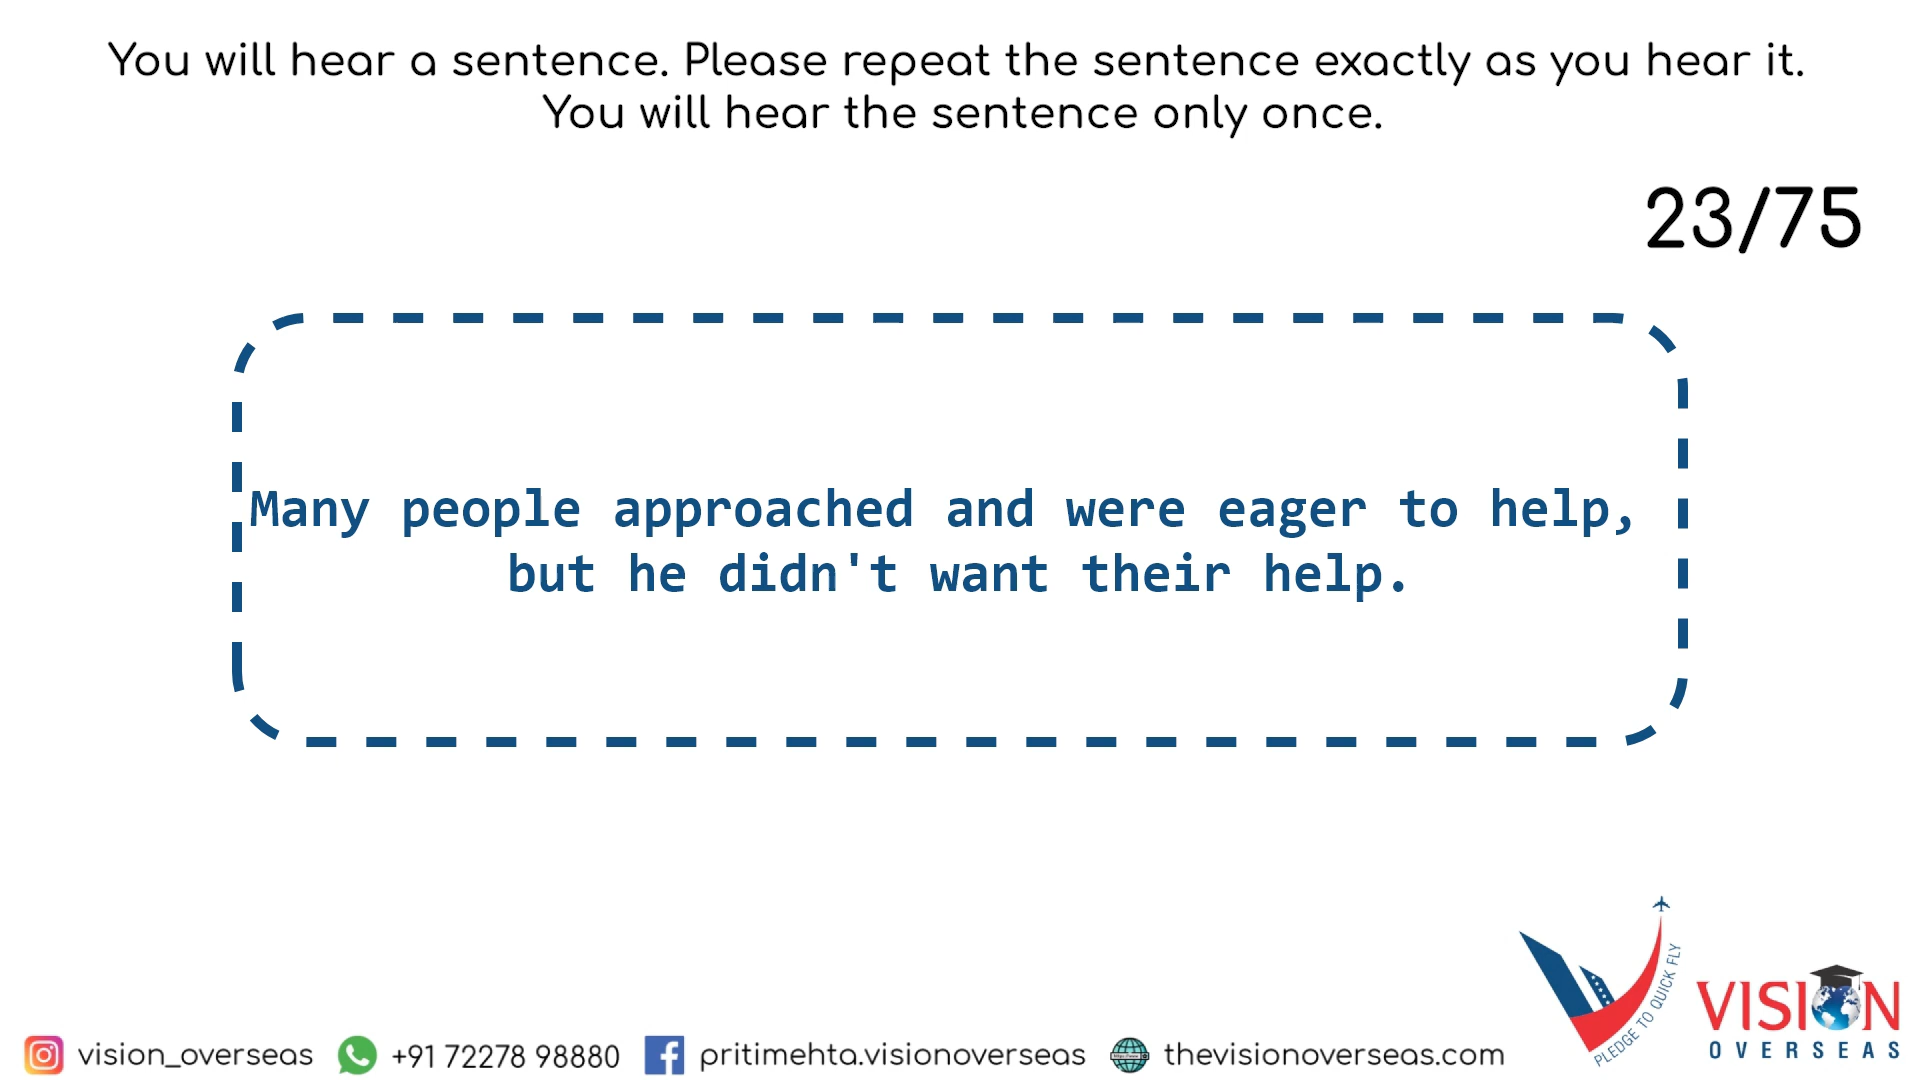 You will hear a sentence. Please repeat the sentence exactly as you hear it.
You will hear the sentence only once.
23/75
Many people approached and were eager to help,
but he didn't want their help.
PLEDGE TO QUICK FLY
VISION
OVERSEAS
vision_overseas
+91 72278 98880
pritimehta.visionoverseas
thevisionoverseas.com